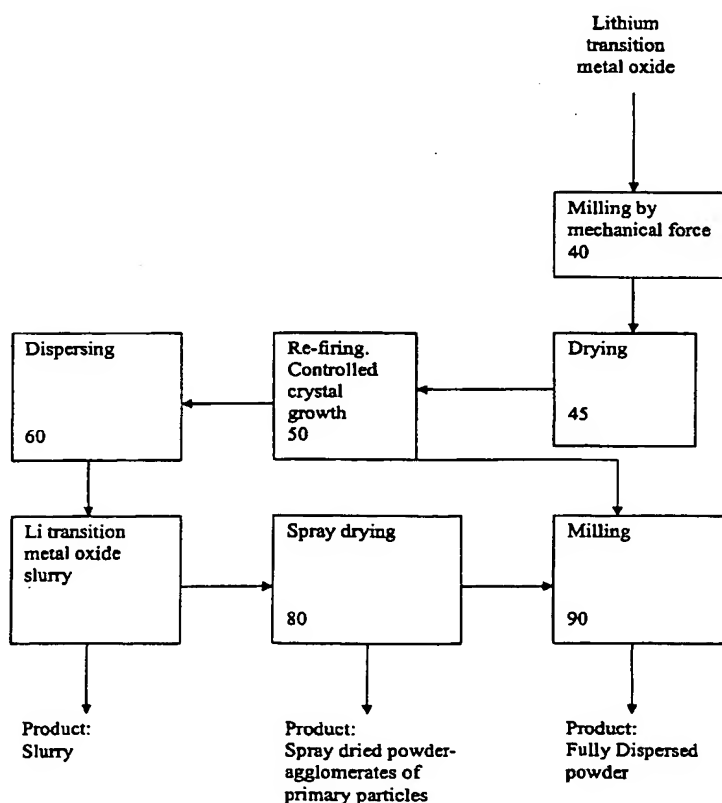 Lithium
transition
metal oxide
Milling by
mechanical force
40
Dispersing
60
Re-firing.
Controlled
crystal
growth
50
Drying
45
Li transition
metal oxide
slurry
Spray drying
80
Milling
90
Product:
Slurry
Product:
Spray dried powder-
agglomerates of
primary particles
Product:
Fully Dispersed
powder